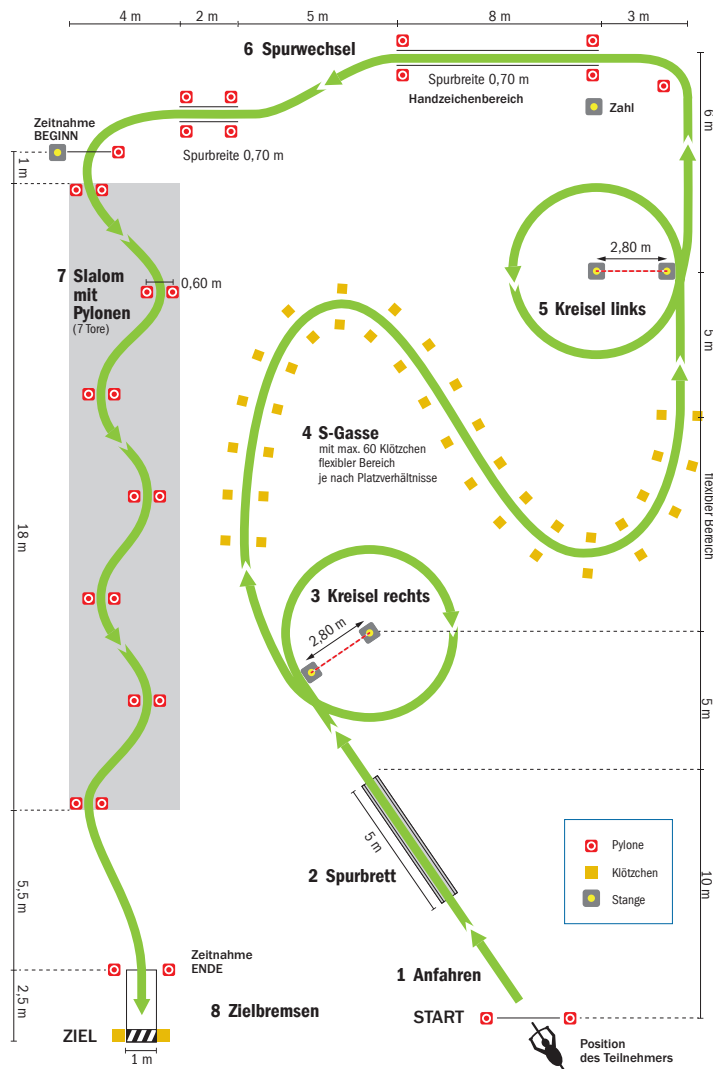 4 m
2 m
5 m
8 m
3 m
6 Spurwechsel
Spurbreite 0,70 m
Handzeichenbereich
Zahl
6 m
Zeitnahme
BEGINN
Spurbreite 0,70 m
1 m
2,80 m
7 Slalom
mit
Pylonen
(7 Tore)
0,60 m
5 Kreisel links
5 m
4 S-Gasse
mit max. 60 Klötzchen
flexibler Bereich
je nach Platzverhältnisse
flexibler Bereich
18 m
3 Kreisel rechts
2,80 m
5 m
5 m
2 Spurbrett
Pylone
Klötzchen
Stange
10 m
5,5 m
Zeitnahme
ENDE
1 Anfahren
2,5 m
8 Zielbremsen
START
ZIEL
1 m
Position
des Teilnehmers